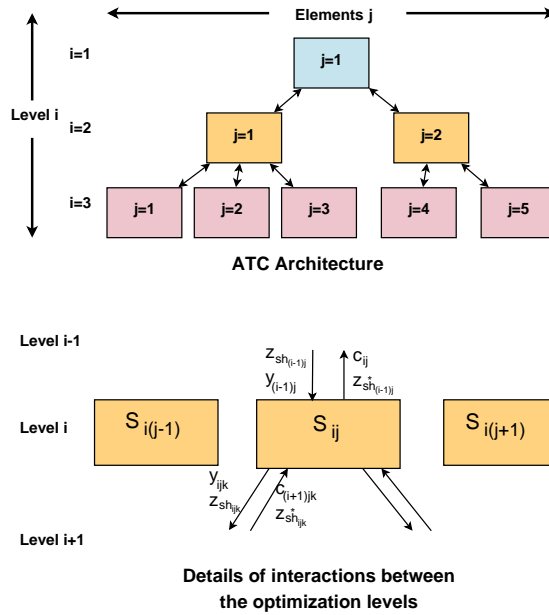 Elements j
i=1
j=1
Level i
i=2
j=1
j=2
i=3
j=1
j=2
j=3
j=4
j=5
ATC Architecture
Level i-1
z_sh_(i-1)j
y_(i-1)j
c_ij
z*_sh_(i-1)j
Level i
S_i(j-1)
S_ij
S_i(j+1)
y_ijk
z_sh_ijk
c_(i+1)jk
z*_sh_ijk
Level i+1
Details of interactions between
the optimization levels